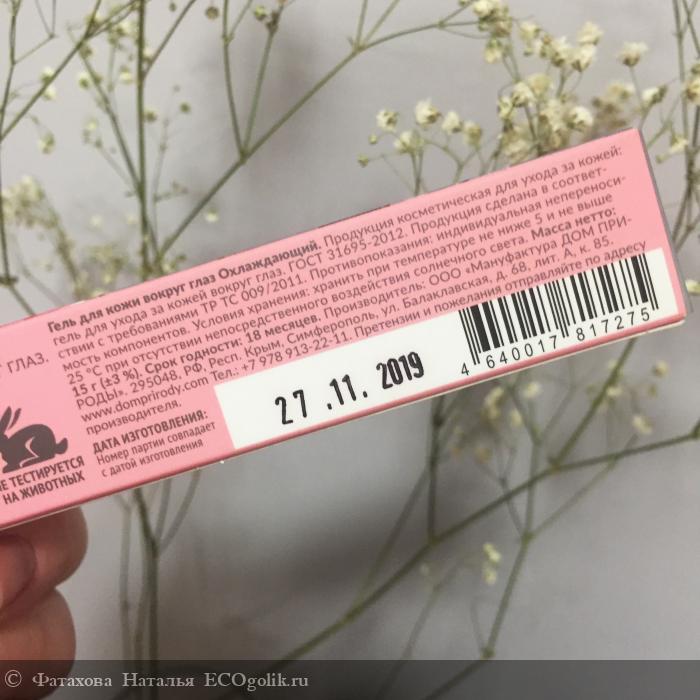 Гель для кожи вокруг глаз Охлаждающий. Продукция косметическая для ухода за кожей:
гель для ухода за кожей вокруг глаз. ГОСТ 31695-2012. Продукция сделана в соответ-
ствии с требованиями ТР ТС 009/2011. Противопоказания: индивидуальная непереноси-
мость компонентов. Условия хранения: хранить при температуре не ниже 5 и не выше
25 °С при отсутствии непосредственного воздействия солнечного света. Масса нетто:
15 г (±3 %). Срок годности: 18 месяцев. Производитель: ООО «Мануфактура ДОМ ПРИ-
РОДЫ», 295048, РФ, Респ. Крым, Симферополь, ул. Балаклавская, д. 68, лит. А, к. 85.
www.domprirody.com Тел.: +7 978 913-22-11. Претензии и пожелания отправляйте по адресу
производителя.
ГЛАЗ.
НЕ ТЕСТИРУЕТСЯ
НА ЖИВОТНЫХ
ДАТА ИЗГОТОВЛЕНИЯ:
Номер партии совпадает
с датой изготовления
27 .11. 2019
4 640017 817275
© Фатахова Наталья ECOgolik.ru